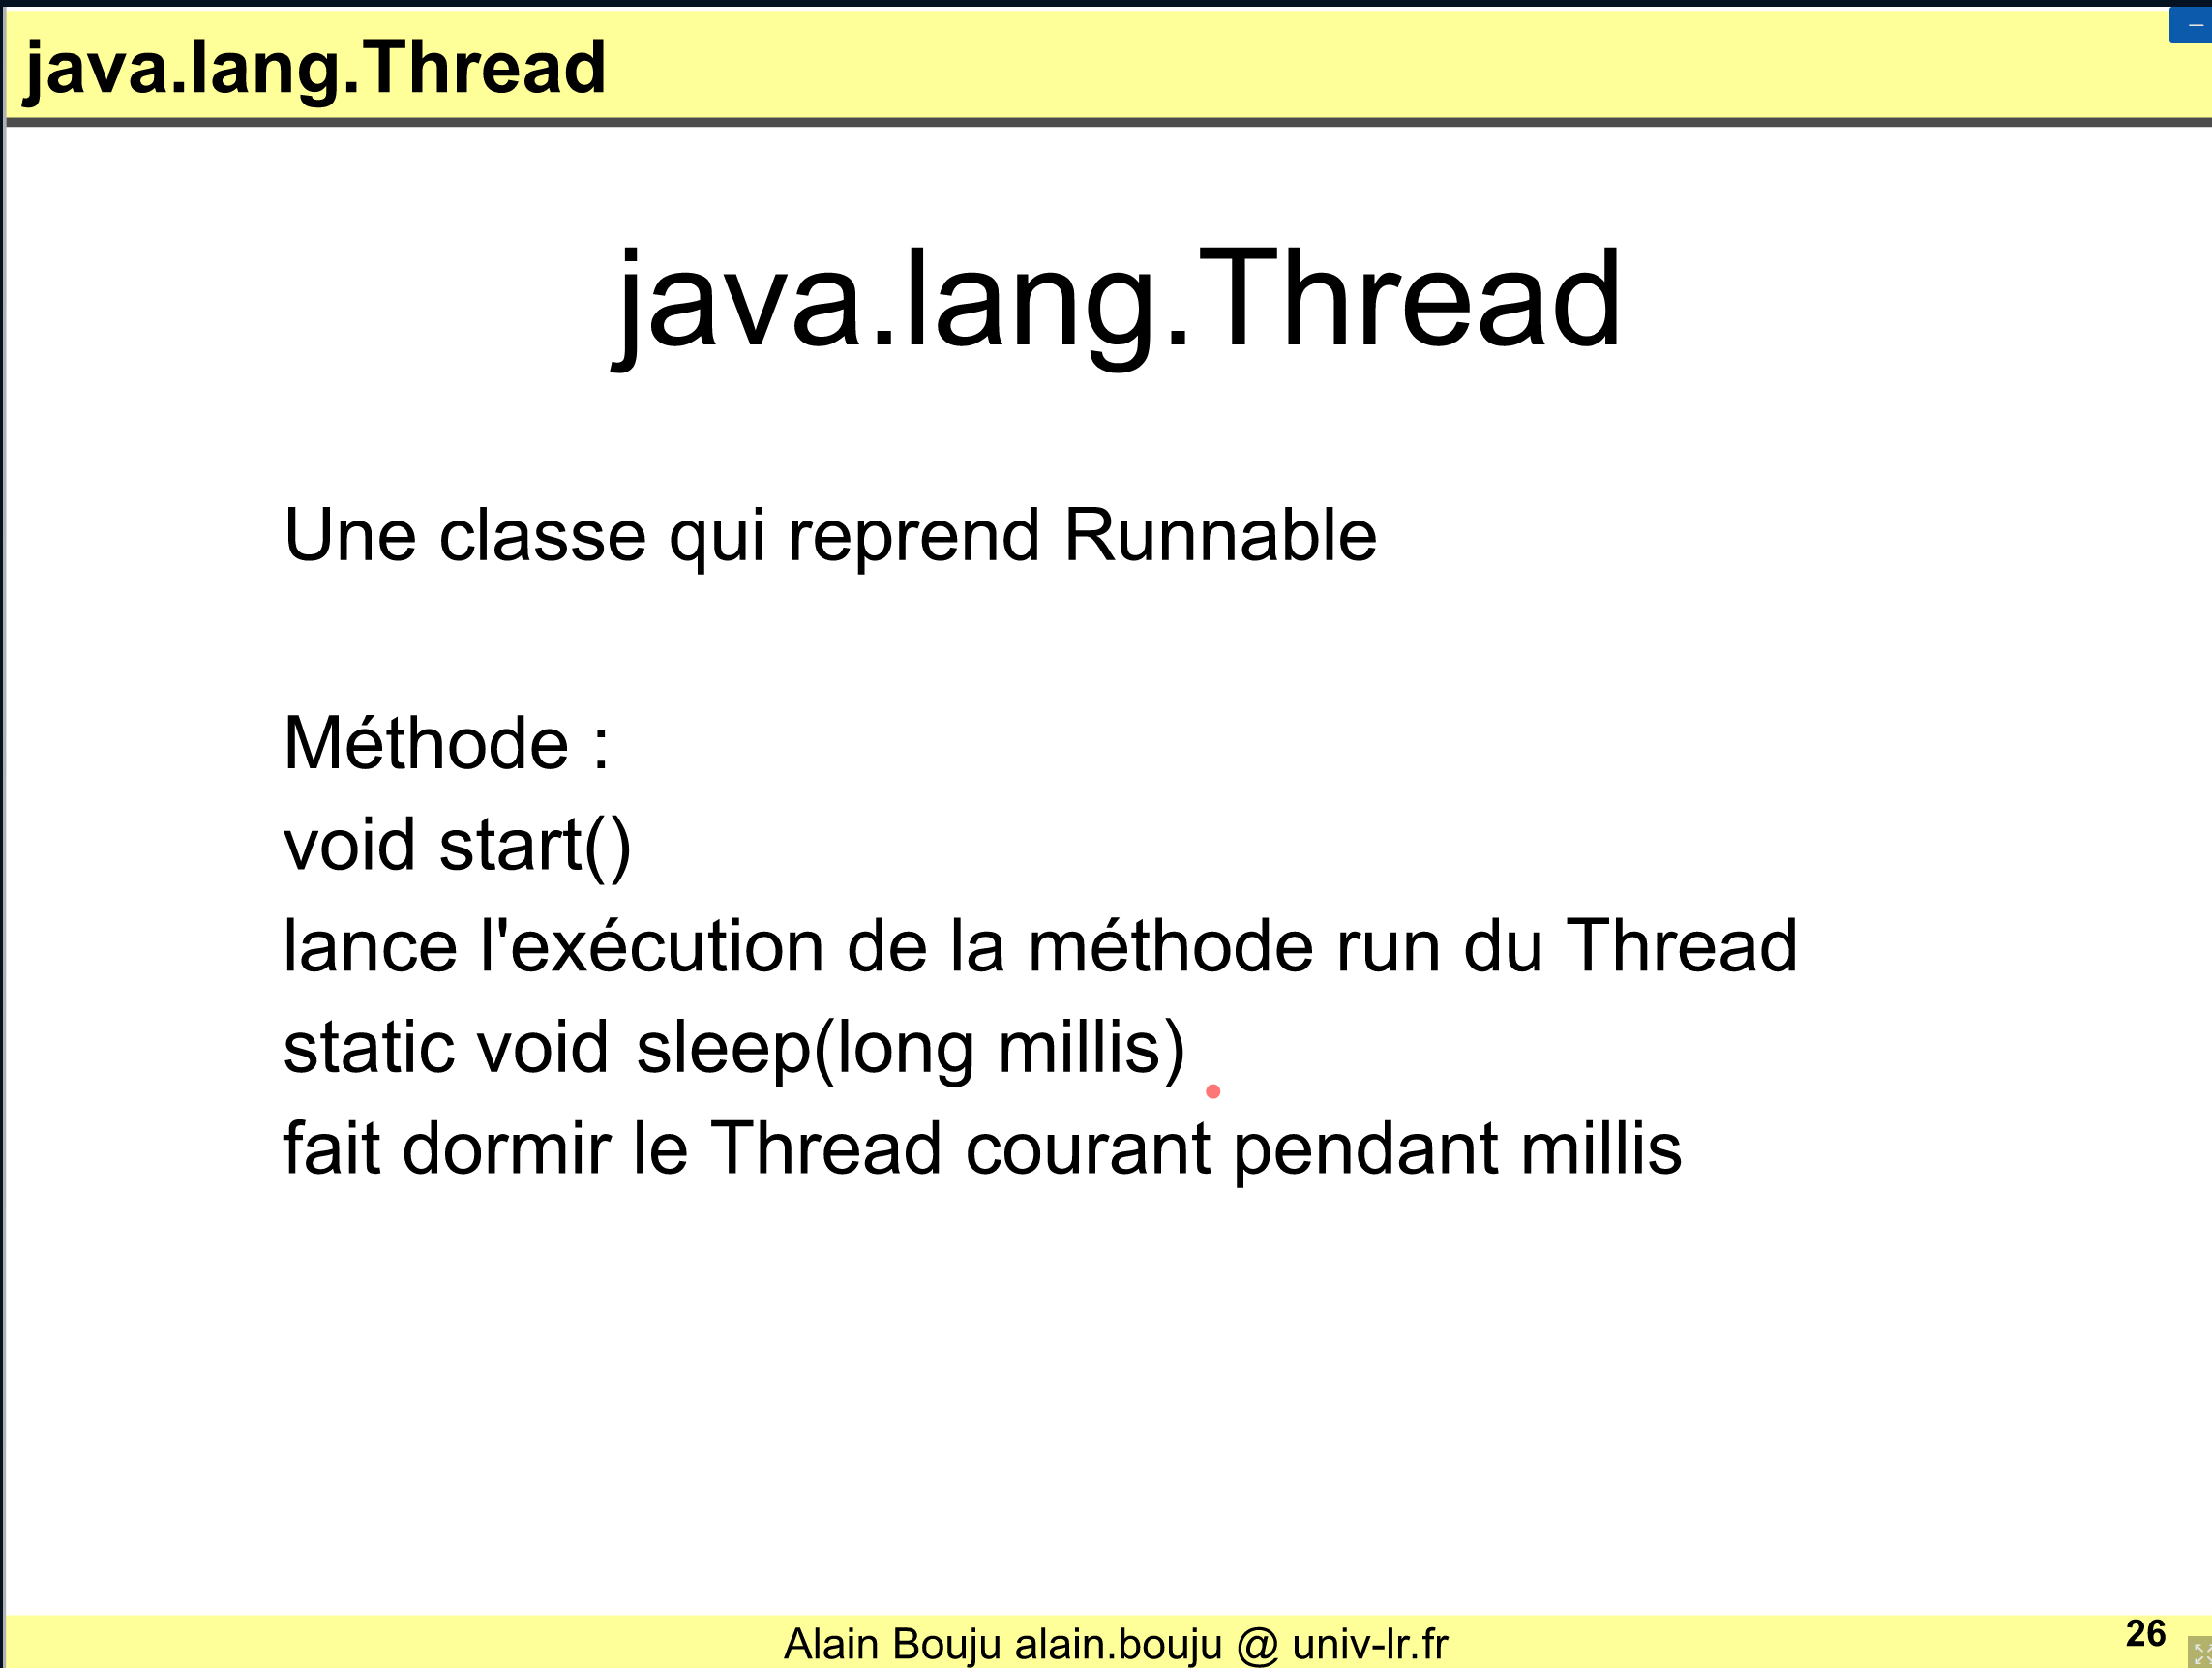 java.lang.Thread
java.lang.Thread
Une classe qui reprend Runnable
Méthode :
void start()
lance l'exécution de la méthode run du Thread
static void sleep(long millis)
fait dormir le Thread courant pendant millis
Alain Bouju alain.bouju @ univ-lr.fr
26